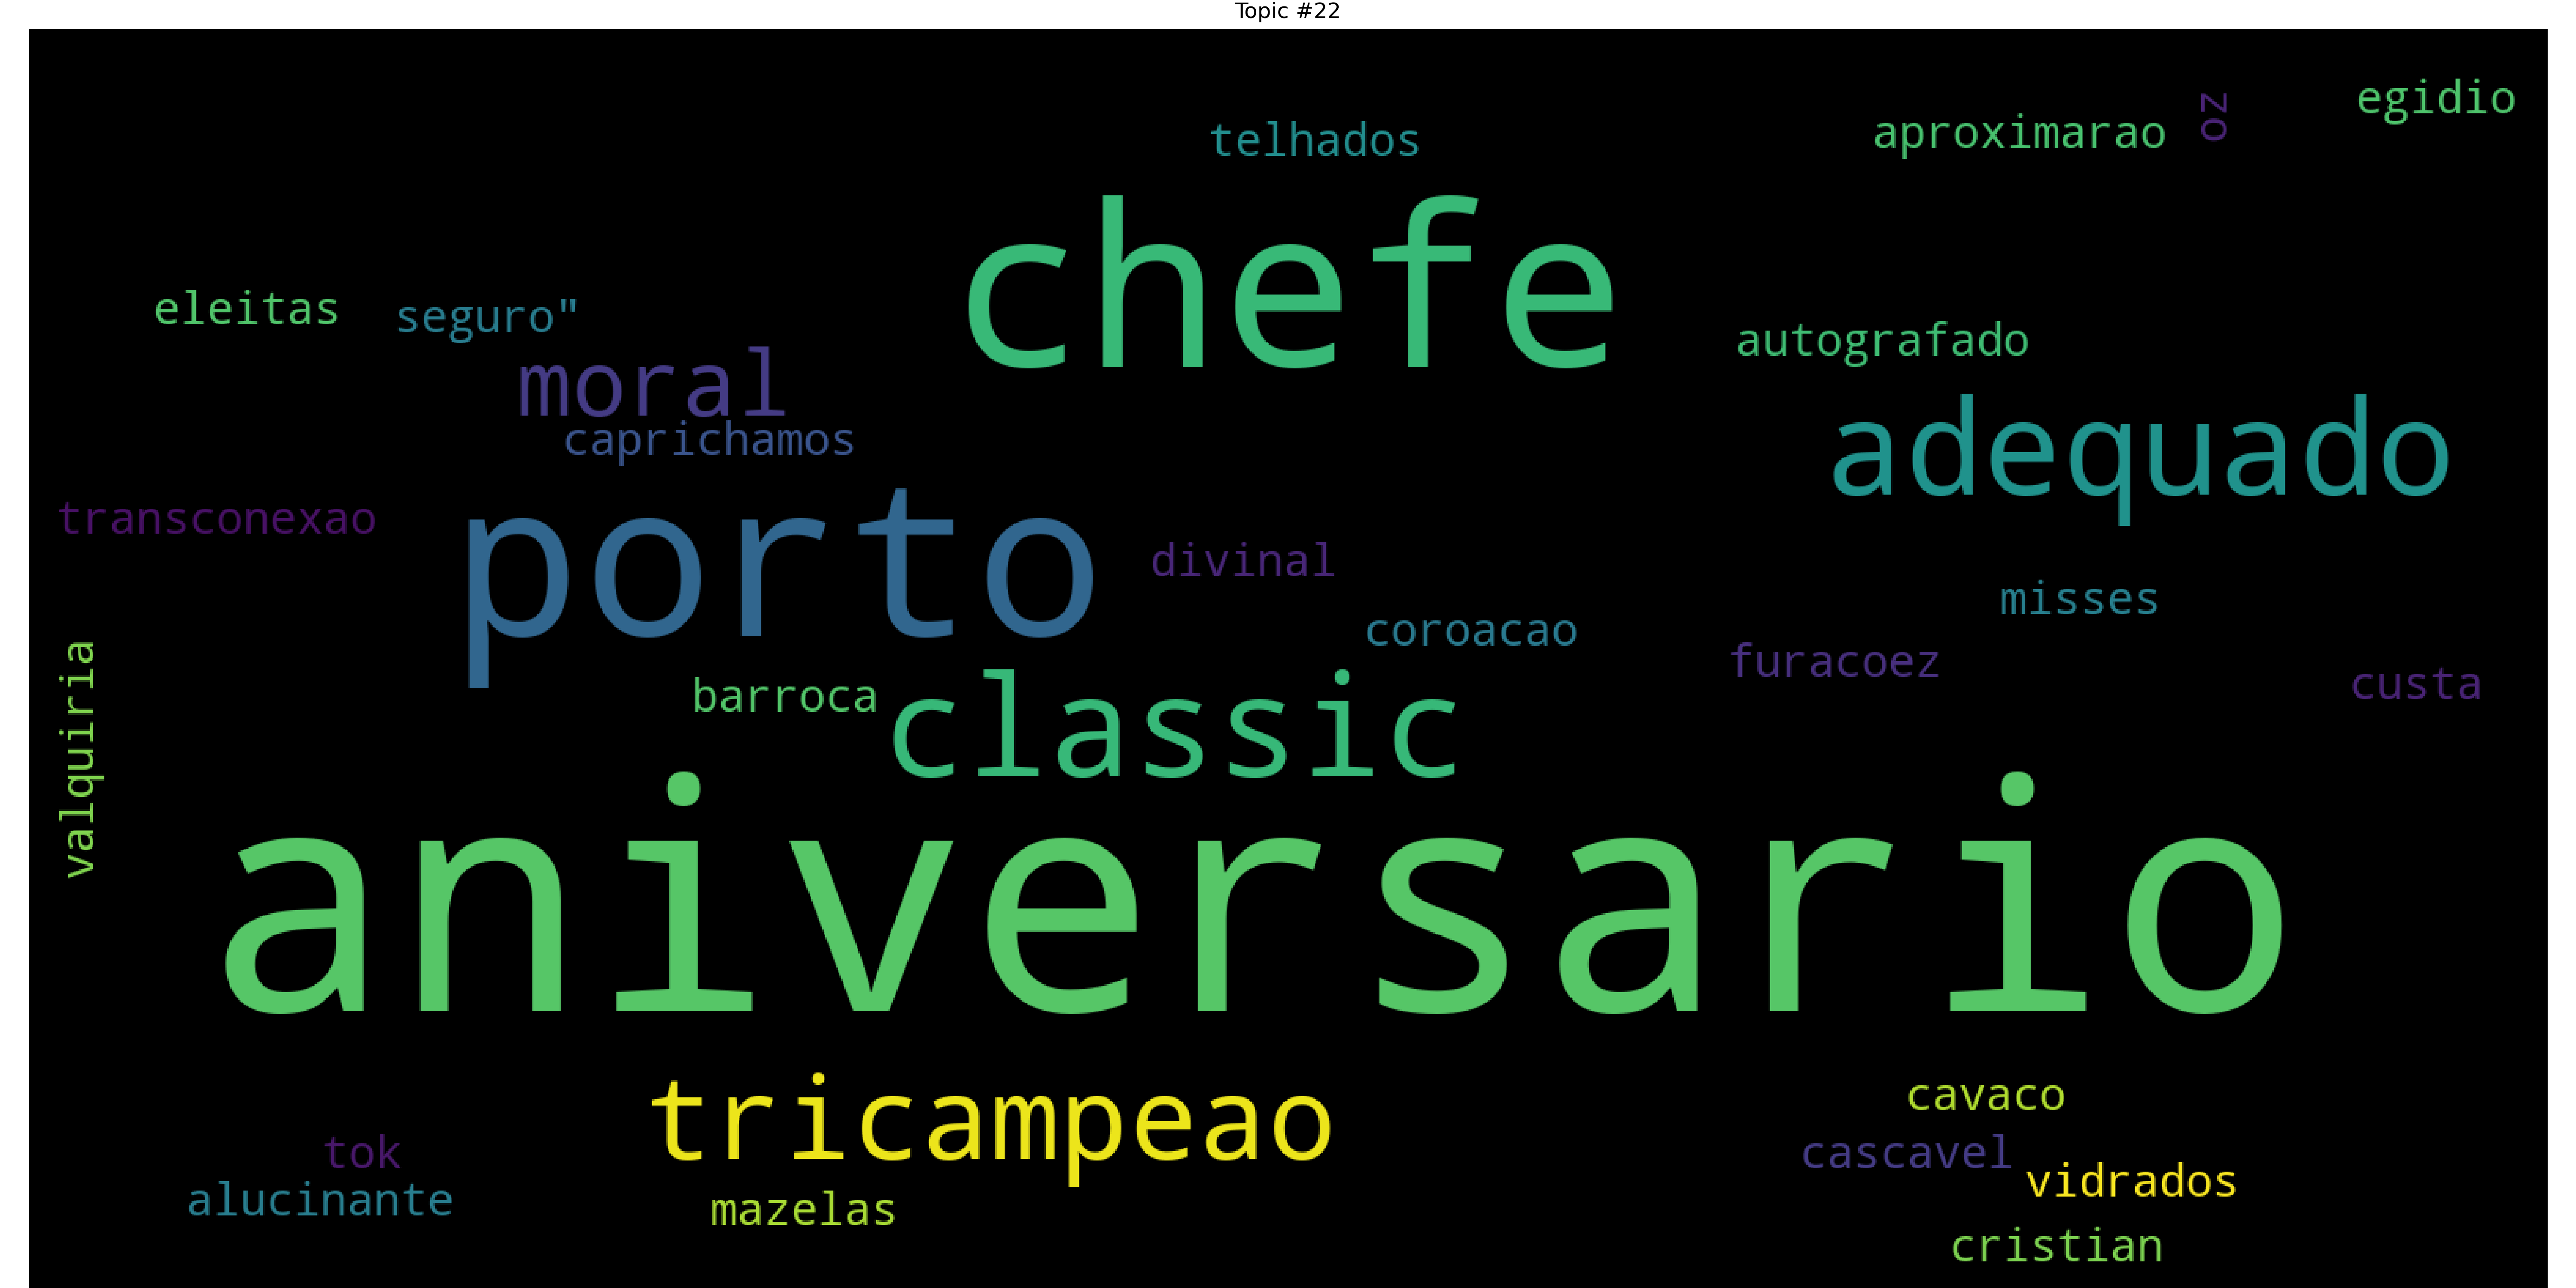 Topic #22
egidio
oz
aproximarao
telhados
chefe
eleitas
seguro"
autografado
moral
caprichamos
adequado
transconexao
porto
divinal
misses
coroacao
furacoez
custa
barroca
classic
valquiria
aniversario
tricampeao
cavaco
tok
cascavel
vidrados
alucinante
mazelas
cristian